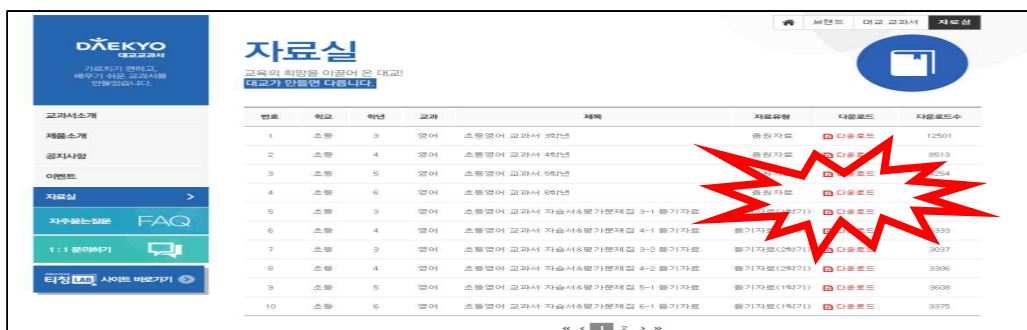 브랜드 대교 교과서 자료실
DAEKYO
대교교과서
가르치기 편하고,
배우기 쉬운 교과서를
만들었습니다.
자료실
교육의 희망을 이끌어 온 대교!
대교가 만들면 다릅니다.
교과서소개
제품소개
공지사항
이벤트
자료실 >
자주묻는질문 FAQ
1 : 1 문의하기
티칭 LAB 사이트 바로가기
번호 학교 학년 교과 제목 자료유형 다운로드 다운로드수
1 초등 3 영어 초등영어 교과서 3학년 음원자료 다운로드 12501
2 초등 4 영어 초등영어 교과서 4학년 음원자료 다운로드 8513
3 초등 5 영어 초등영어 교과서 5학년 다운로드
4 초등 6 영어 초등영어 교과서 6학년 음원자료 다운로드
5 초등 3 영어 초등영어 교과서 자습서&평가문제집 3-1 듣기자료 다운로드
6 초등 4 영어 초등영어 교과서 자습서&평가문제집 4-1 듣기자료 다운로드
7 초등 3 영어 초등영어 교과서 자습서&평가문제집 3-2 듣기자료 듣기자료(2학기) 다운로드 3037
8 초등 4 영어 초등영어 교과서 자습서&평가문제집 4-2 듣기자료 듣기자료(2학기) 다운로드 3306
9 초등 5 영어 초등영어 교과서 자습서&평가문제집 5-1 듣기자료 듣기자료(1학기) 다운로드 3608
10 초등 6 영어 초등영어 교과서 자습서&평가문제집 6-1 듣기자료 듣기자료(1학기) 다운로드 3375
« < 1 2 > »